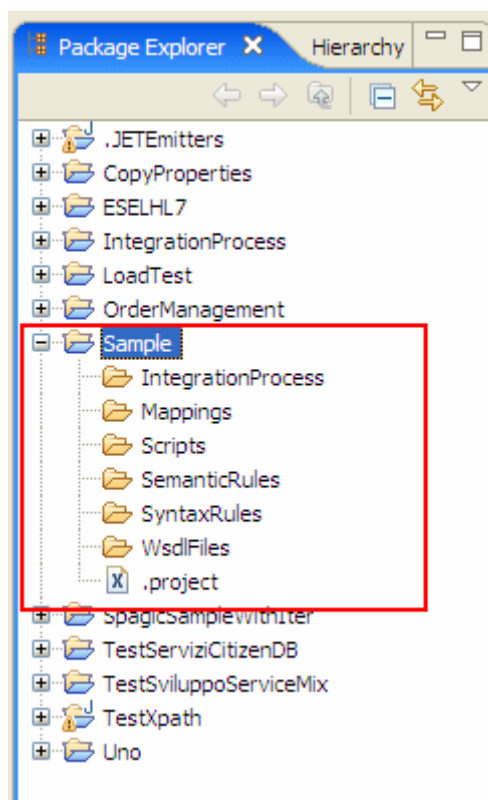 Package Explorer Hierarchy
.JETEmitters
CopyProperties
ESELHL7
IntegrationProcess
LoadTest
OrderManagement
Sample
IntegrationProcess
Mappings
Scripts
SemanticRules
SyntaxRules
WsdlFiles
X .project
SpagicSampleWithIter
TestServiziCitizenDB
TestSviluppoServiceMix
TestXpath
Uno